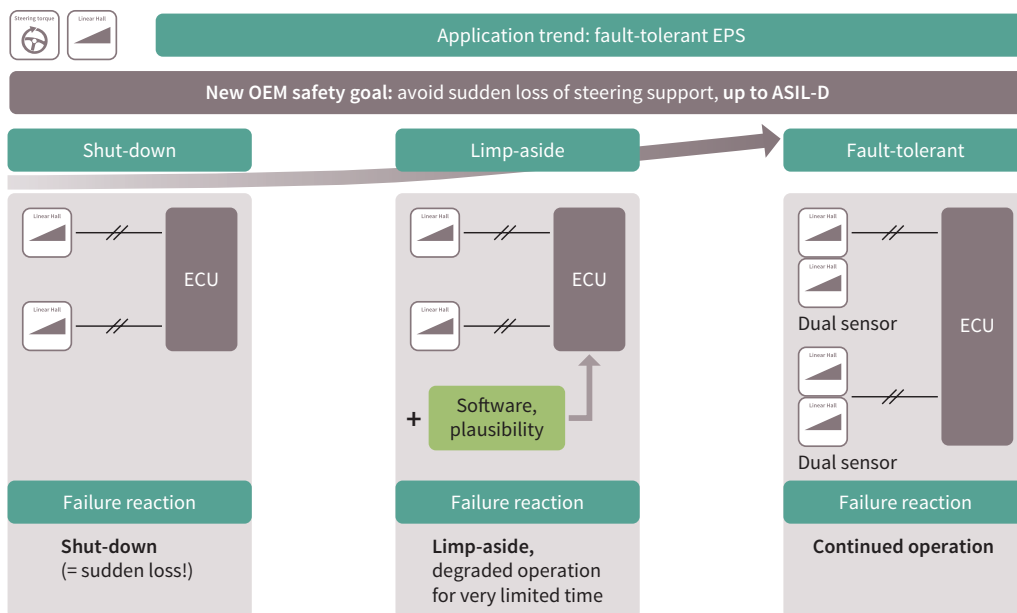 Steering torque
Linear Hall
Application trend: fault-tolerant EPS
New OEM safety goal: avoid sudden loss of steering support, up to ASIL-D
Shut-down
Limp-aside
Fault-tolerant
Linear Hall
Linear Hall
ECU
Linear Hall
Linear Hall
ECU
+
Software,
plausibility
Linear Hall
Linear Hall
Dual sensor
Linear Hall
Linear Hall
Dual sensor
ECU
Failure reaction
Failure reaction
Failure reaction
Shut-down
(= sudden loss!)
Limp-aside,
degraded operation
for very limited time
Continued operation